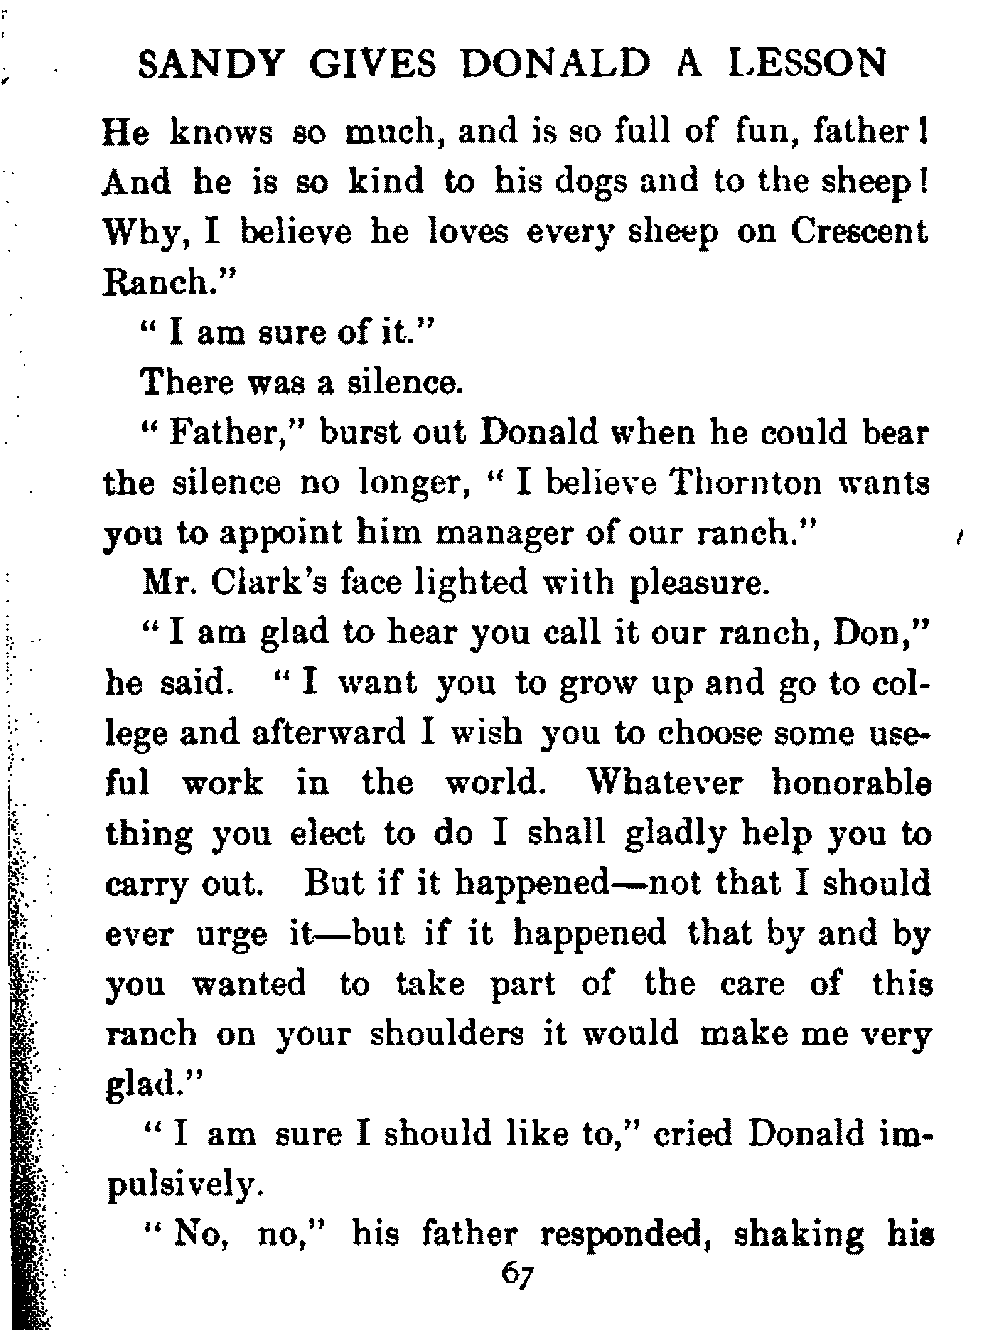 SANDY GIVES DONALD A LESSON
He knows so much, and is so full of fun, father!
And he is so kind to his dogs and to the sheep!
Why, I believe he loves every sheep on Crescent
Ranch."
" I am sure of it."
There was a silence.
" Father," burst out Donald when he could bear
the silence no longer, " I believe Thornton wants
you to appoint him manager of our ranch."
Mr. Clark's face lighted with pleasure.
" I am glad to hear you call it our ranch, Don,"
he said. " I want you to grow up and go to col-
lege and afterward I wish you to choose some use-
ful work in the world. Whatever honorable
thing you elect to do I shall gladly help you to
carry out. But if it happened—not that I should
ever urge it—but if it happened that by and by
you wanted to take part of the care of this
ranch on your shoulders it would make me very
glad."
" I am sure I should like to," cried Donald im-
pulsively.
" No, no," his father responded, shaking his
67